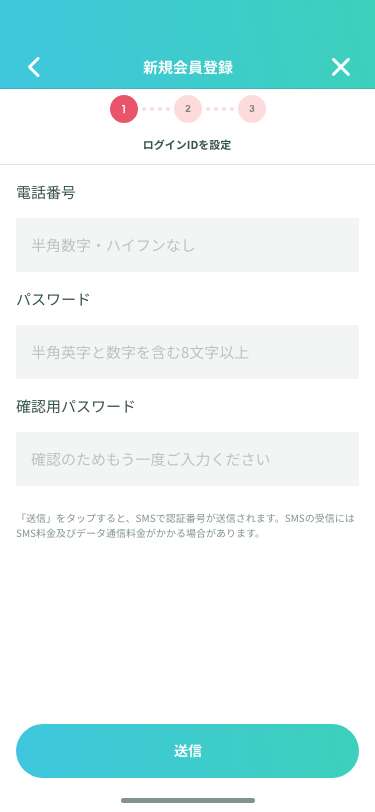 新規会員登録
1 2 3
ログインIDを設定
電話番号
半角数字・ハイフンなし
パスワード
半角英字と数字を含む8文字以上
確認用パスワード
確認のためもう一度ご入力ください
「送信」をタップすると、SMSで認証番号が送信されます。SMSの受信には
SMS料金及びデータ通信料金がかかる場合があります。
送信